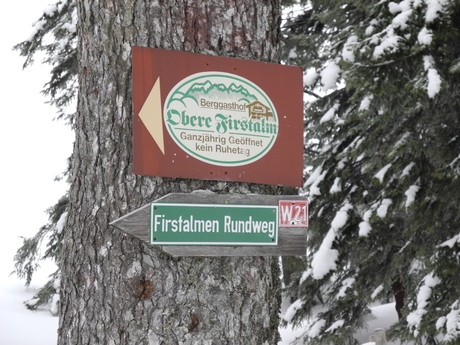 Berggasthof
Obere Firstalm
Ganzjährig Geöffnet
kein Ruhetag
Firstalmen Rundweg
W21